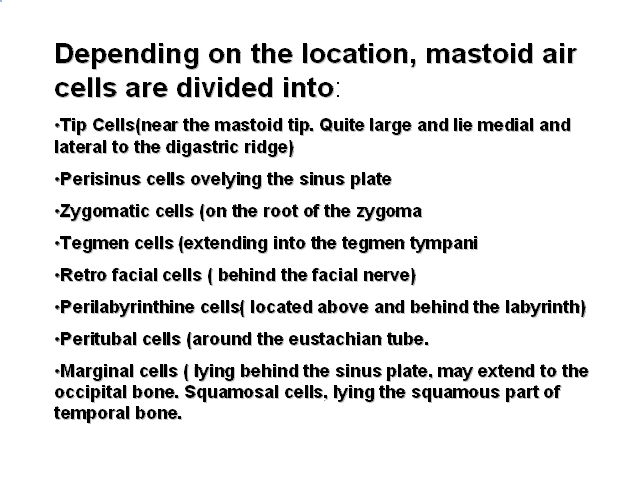 Depending on the location, mastoid air
cells are divided into:
•Tip Cells(near the mastoid tip. Quite large and lie medial and
lateral to the digastric ridge)
•Perisinus cells ovelying the sinus plate
•Zygomatic cells (on the root of the zygoma
•Tegmen cells (extending into the tegmen tympani
•Retro facial cells ( behind the facial nerve)
•Perilabyrinthine cells( located above and behind the labyrinth)
•Peritubal cells (around the eustachian tube.
•Marginal cells ( lying behind the sinus plate, may extend to the
occipital bone. Squamosal cells, lying the squamous part of
temporal bone.